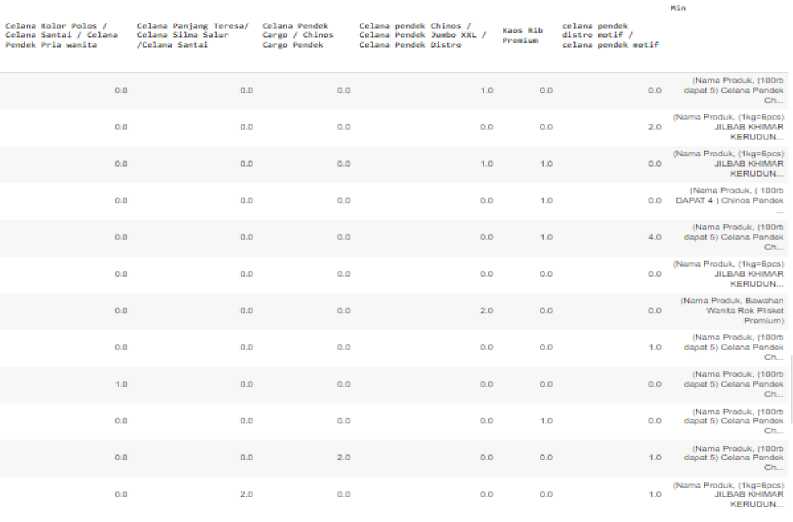 Min
Celana Kolor Polos / Celana Santai / Celana Pendek Pria wanita
Celana Panjang Teresa/ Celana Silma Salur /Celana Santai
Celana Pendek Cargo / Chinos Cargo Pendek
Celana pendek Chinos / Celana Pendek Jumbo XXL / Celana Pendek Distro
Kaos Rib Premium
celana pendek distro motif / celana pendek motif
0.0 0.0 0.0 1.0 0.0 0.0 (Nama Produk, (100rb dapat 5) Celana Pendek Ch...
0.0 0.0 0.0 0.0 0.0 2.0 (Nama Produk, (1kg=6pcs) JILBAB KHIMAR KERUDUN...
0.0 0.0 0.0 1.0 1.0 0.0 (Nama Produk, (1kg=6pcs) JILBAB KHIMAR KERUDUN...
0.0 0.0 0.0 0.0 1.0 0.0 (Nama Produk, ( 100rb DAPAT 4 ) Chinos Pendek ...
0.0 0.0 0.0 0.0 1.0 4.0 (Nama Produk, (100rb dapat 5) Celana Pendek Ch...
0.0 0.0 0.0 0.0 0.0 0.0 (Nama Produk, (1kg=6pcs) JILBAB KHIMAR KERUDUN...
0.0 0.0 0.0 2.0 0.0 0.0 (Nama Produk, Bawahan Wanita Rok Plisket Premium)
0.0 0.0 0.0 0.0 0.0 1.0 (Nama Produk, (100rb dapat 5) Celana Pendek Ch...
1.0 0.0 0.0 0.0 0.0 0.0 (Nama Produk, (100rb dapat 5) Celana Pendek Ch...
0.0 0.0 0.0 0.0 1.0 0.0 (Nama Produk, (100rb dapat 5) Celana Pendek Ch...
0.0 0.0 2.0 0.0 0.0 1.0 (Nama Produk, (100rb dapat 5) Celana Pendek Ch...
0.0 2.0 0.0 0.0 0.0 1.0 (Nama Produk, (1kg=6pcs) JILBAB KHIMAR KERUDUN...